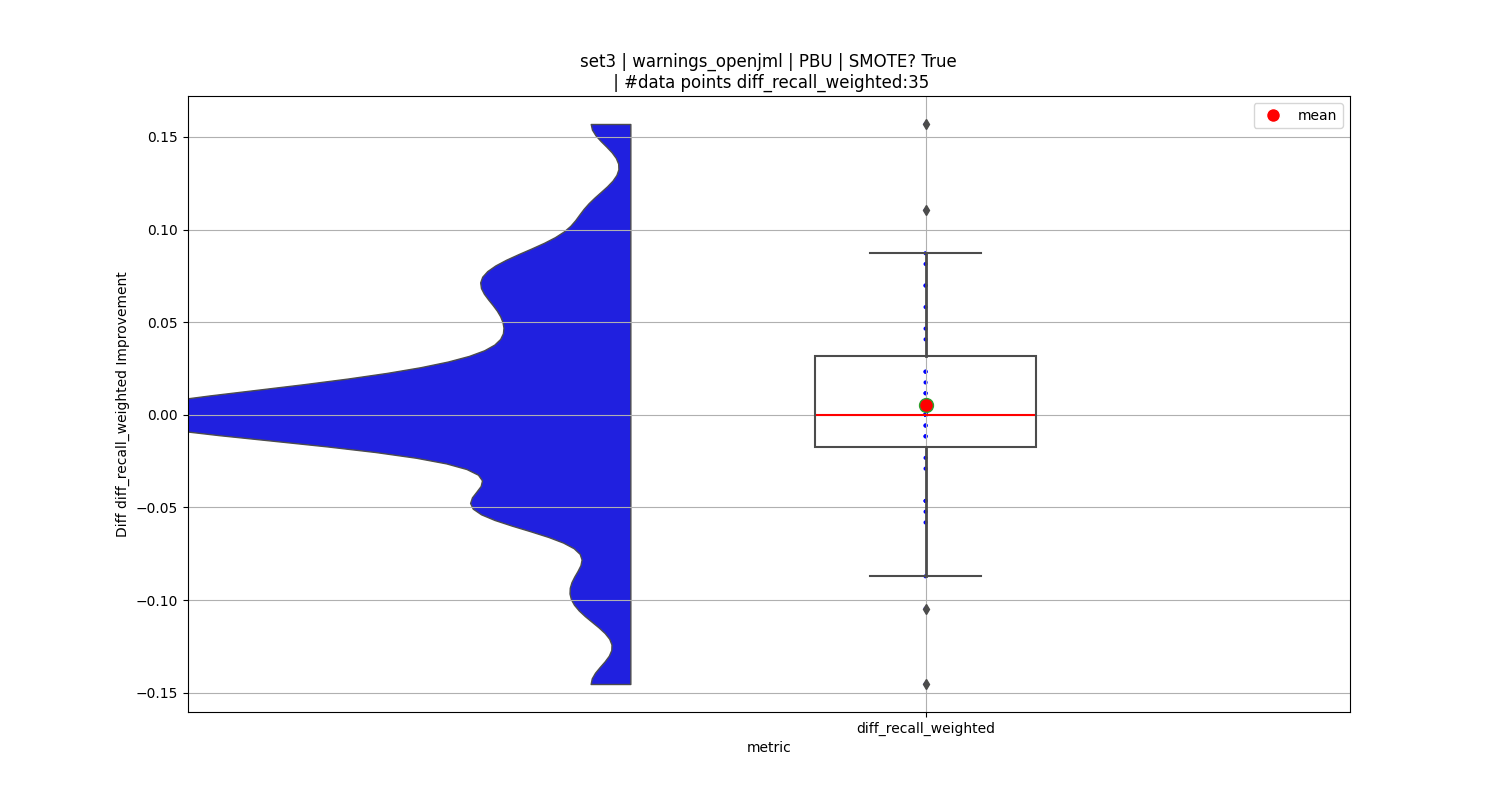 set3 | warnings_openjml | PBU | SMOTE? True
| #data points diff_recall_weighted:35
mean
0.15
0.10
0.05
0.00
−0.05
−0.10
−0.15
Diff diff_recall_weighted Improvement
diff_recall_weighted
metric